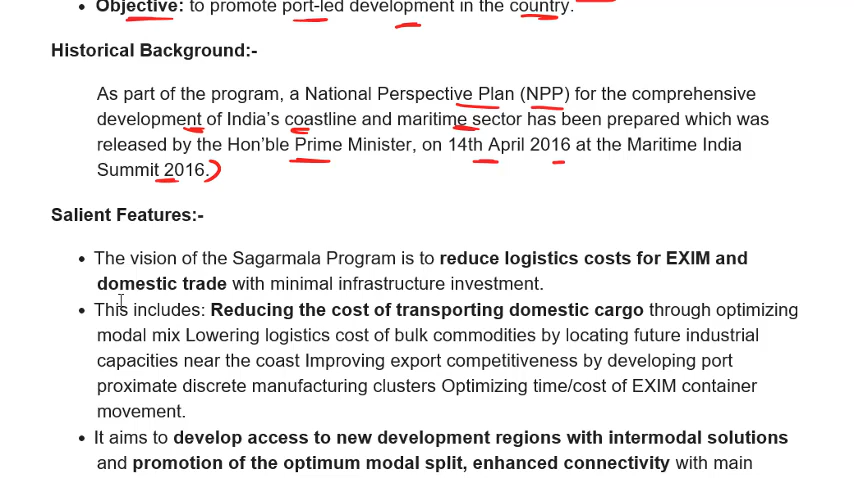 • Objective: to promote port-led development in the country.
Historical Background:-
As part of the program, a National Perspective Plan (NPP) for the comprehensive
development of India's coastline and maritime sector has been prepared which was
released by the Hon'ble Prime Minister, on 14th April 2016 at the Maritime India
Summit 2016.
Salient Features:-
• The vision of the Sagarmala Program is to reduce logistics costs for EXIM and
domestic trade with minimal infrastructure investment.
• This includes: Reducing the cost of transporting domestic cargo through optimizing
modal mix Lowering logistics cost of bulk commodities by locating future industrial
capacities near the coast Improving export competitiveness by developing port
proximate discrete manufacturing clusters Optimizing time/cost of EXIM container
movement.
• It aims to develop access to new development regions with intermodal solutions
and promotion of the optimum modal split, enhanced connectivity with main